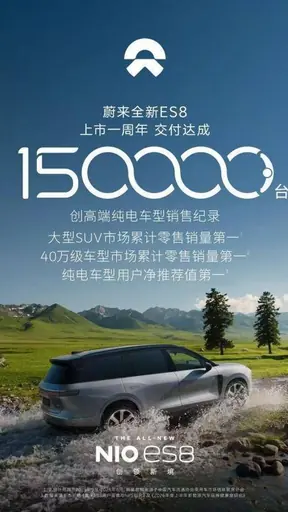 蔚来全新ES8
上市一周年 交付达成
150000台
创高端纯电车型销售纪录
大型SUV市场累计零售销量第一
40万级车型市场累计零售销量第一
纯电车型用户净推荐值第一
THE ALL-NEW
NIO ES8